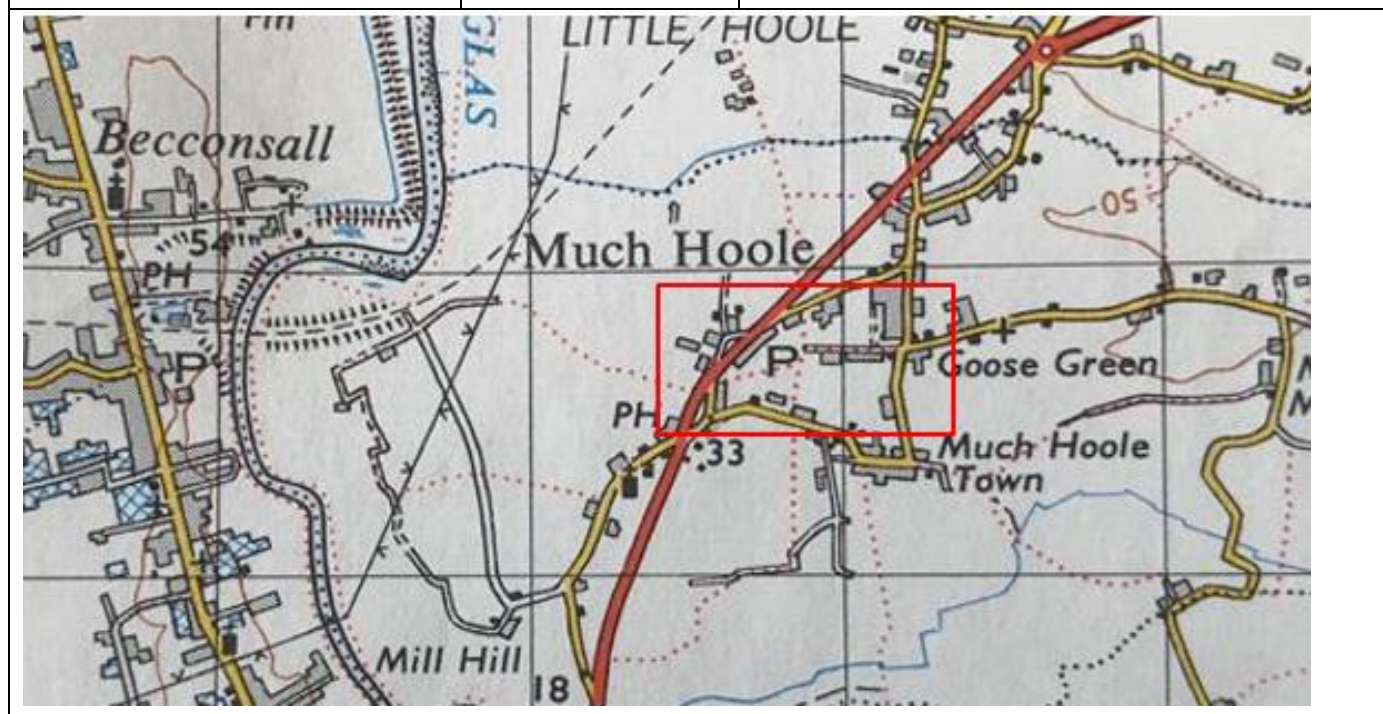 Fm
GLAS
LITTLE HOOLE
Becconsall
54
PH
P
Much Hoole
50
P
Goose Green
PH
33
Much Hoole
Town
M
M
Mill Hill
18